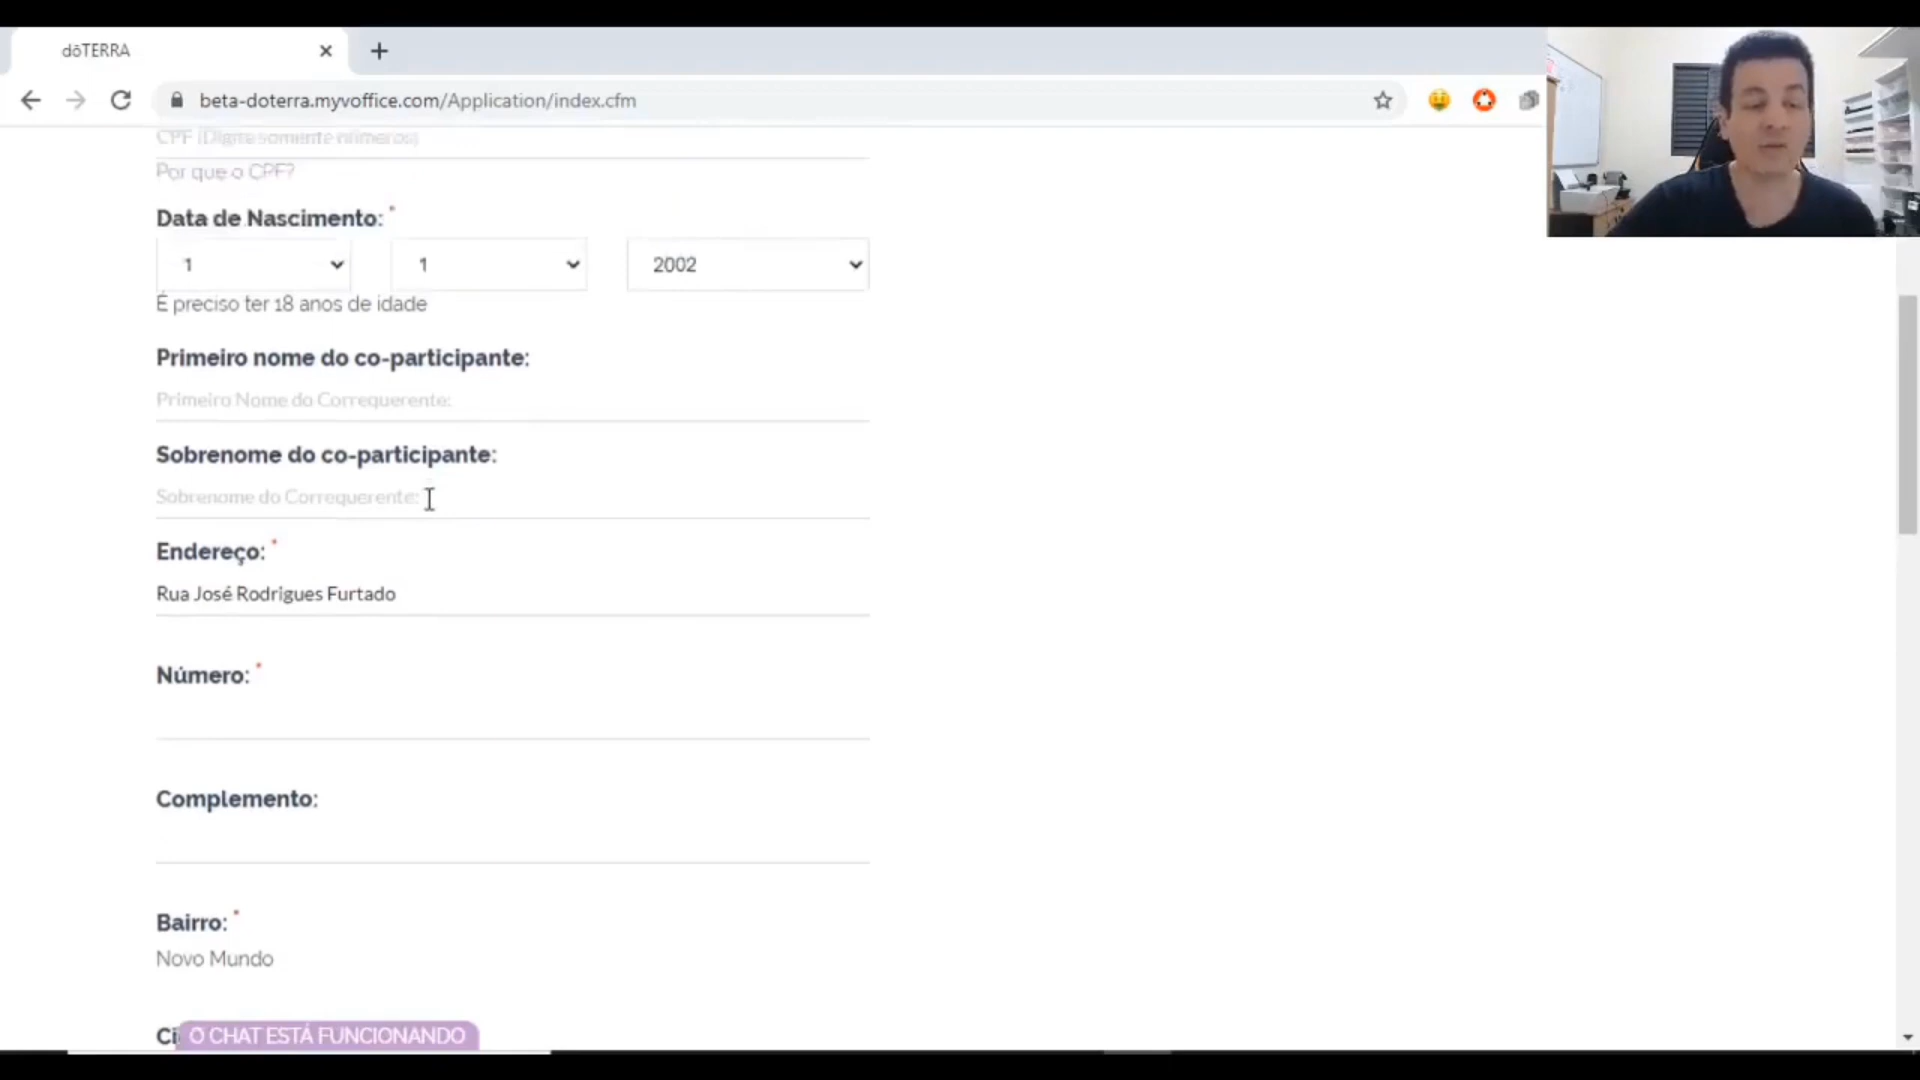 dōTERRA
beta-doterra.myvoffice.com/Application/index.cfm
CPF (Digite somente números)
Por que o CPF?
Data de Nascimento: *
1 1 2002
É preciso ter 18 anos de idade
Primeiro nome do co-participante:
Primeiro Nome do Correquerente:
Sobrenome do co-participante:
Sobrenome do Correquerente:
Endereço: *
Rua José Rodrigues Furtado
Número: *
Complemento:
Bairro: *
Novo Mundo
Ci
O CHAT ESTÁ FUNCIONANDO